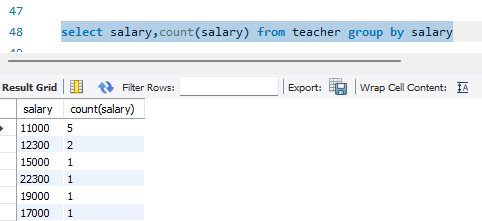 47
48 select salary,count(salary) from teacher group by salary
Result Grid Filter Rows: Export: Wrap Cell Content:
salary count(salary)
11000 5
12300 2
15000 1
22300 1
19000 1
17000 1